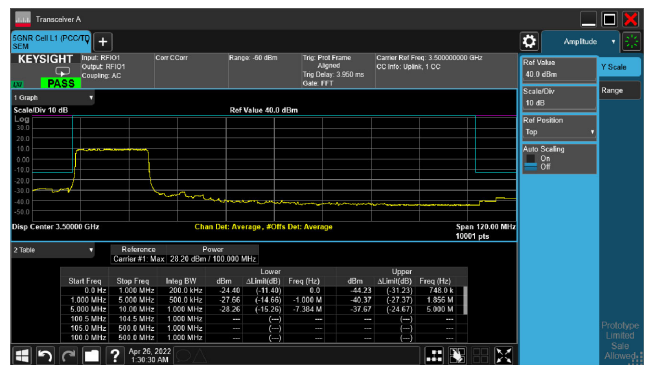 Transceiver A
5GNR Cell L1 (PCC/TD
SEM
KEYSIGHT
Input: RFIO1
Output: RFIO1
Coupling: AC
Corr CCorr
Range: -60 dBm
Trig: Prot Frame
Aligned
Trig Delay: 3.950 ms
Gate: FFT
Carrier Ref Freq: 3.500000000 GHz
CC Info: Uplink, 1 CC
LV PASS
1 Graph
Scale/Div 10 dB
Ref Value 40.0 dBm
Log
30.0
20.0
10.0
0.00
-10.0
-20.0
-30.0
-40.0
-50.0
Disp Center 3.50000 GHz
Chan Det: Average, #Offs Det: Average
Span 120.00 MHz
10001 pts
2 Table
Reference Power
Carrier #1: Max 28.20 dBm / 100.000 MHz
Lower Upper
Start Freq Stop Freq Integ BW dBm ΔLimit(dB) Freq (Hz) dBm ΔLimit(dB) Freq (Hz)
0.0 Hz 1.000 MHz 200.0 kHz -24.40 (-11.40) 0.0 -44.23 (-31.23) 748.0 k
1.000 MHz 5.000 MHz 500.0 kHz -27.66 (-14.66) -1.000 M -40.37 (-27.37) 1.856 M
5.000 MHz 10.00 MHz 1.000 MHz -28.26 (-15.26) -7.384 M -37.67 (-24.67) 5.000 M
100.5 MHz 104.5 MHz 1.000 MHz --- (---) --- --- (---) ---
105.0 MHz 500.0 MHz 1.000 MHz --- (---) --- --- (---) ---
100.0 MHz 500.0 MHz 1.000 MHz --- (---) --- --- (---) ---
Apr 26, 2022
1:30:30 AM
Amplitude
Ref Value
40.0 dBm
Scale/Div
10 dB
Ref Position
Top
Auto Scaling
On
Off
Y Scale
Range
Prototype
Limited
Sale
Allowed